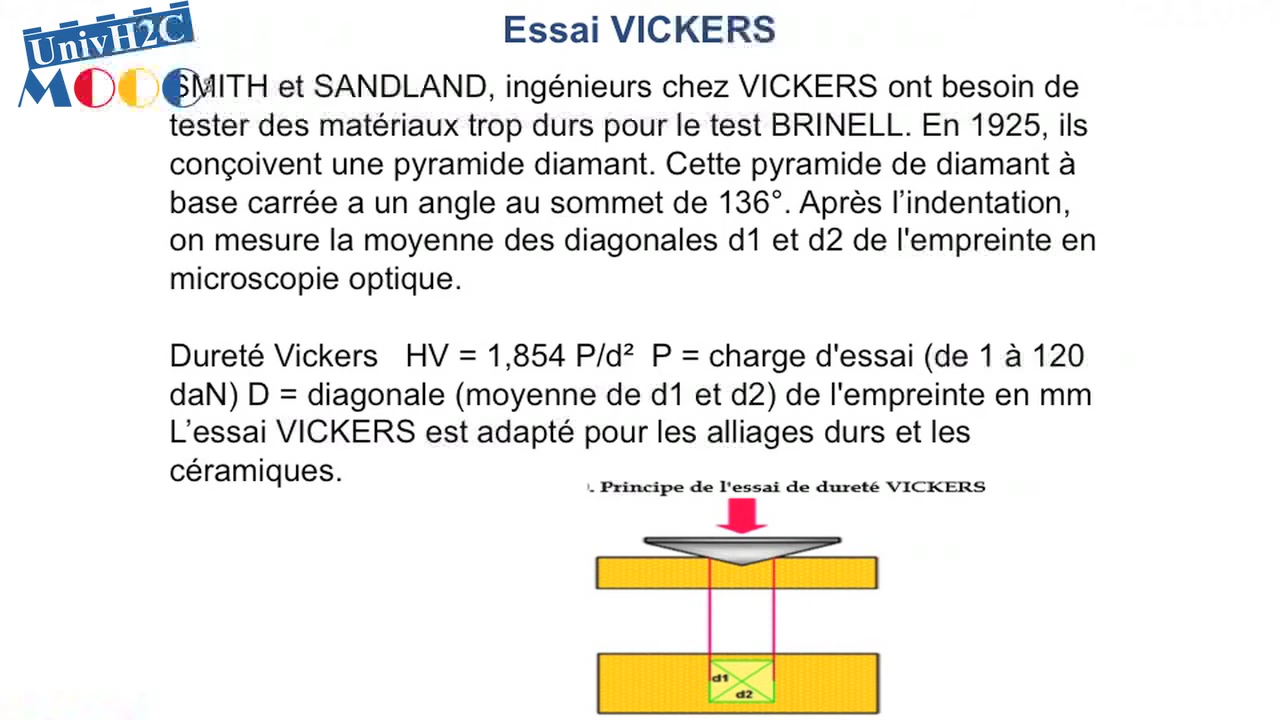 UnivH2C
MOOC
Essai VICKERS
SMITH et SANDLAND, ingénieurs chez VICKERS ont besoin de
tester des matériaux trop durs pour le test BRINELL. En 1925, ils
conçoivent une pyramide diamant. Cette pyramide de diamant à
base carrée a un angle au sommet de 136°. Après l’indentation,
on mesure la moyenne des diagonales d1 et d2 de l'empreinte en
microscopie optique.
Dureté Vickers HV = 1,854 P/d² P = charge d'essai (de 1 à 120
daN) D = diagonale (moyenne de d1 et d2) de l'empreinte en mm
L’essai VICKERS est adapté pour les alliages durs et les
céramiques.
. Principe de l'essai de dureté VICKERS
d1
d2